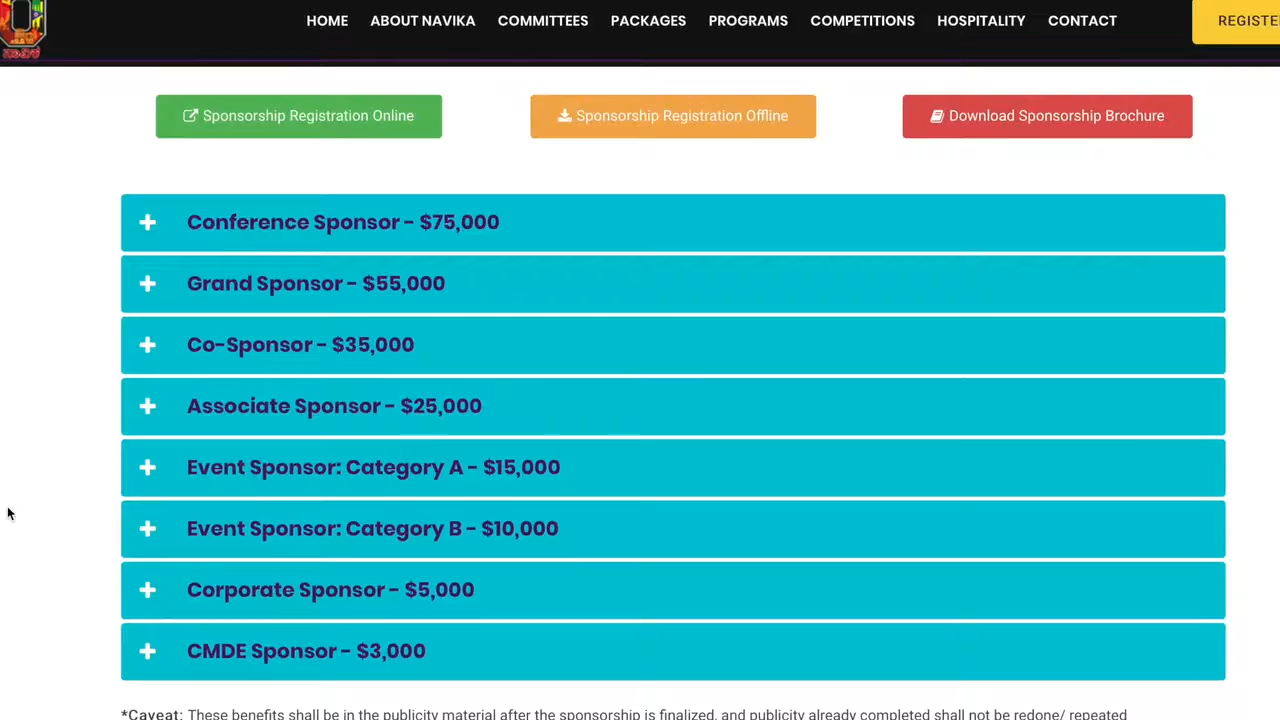 HOME ABOUT NAVIKA COMMITTEES PACKAGES PROGRAMS COMPETITIONS HOSPITALITY CONTACT
Sponsorship Registration Online Sponsorship Registration Offline Download Sponsorship Brochure
Conference Sponsor - $75,000
Grand Sponsor - $55,000
Co-Sponsor - $35,000
Associate Sponsor - $25,000
Event Sponsor: Category A - $15,000
Event Sponsor: Category B - $10,000
Corporate Sponsor - $5,000
CMDE Sponsor - $3,000
*Caveat: These benefits shall be in the publicity material after the sponsorship is finalized, and publicity already completed shall not be redone/ repeated